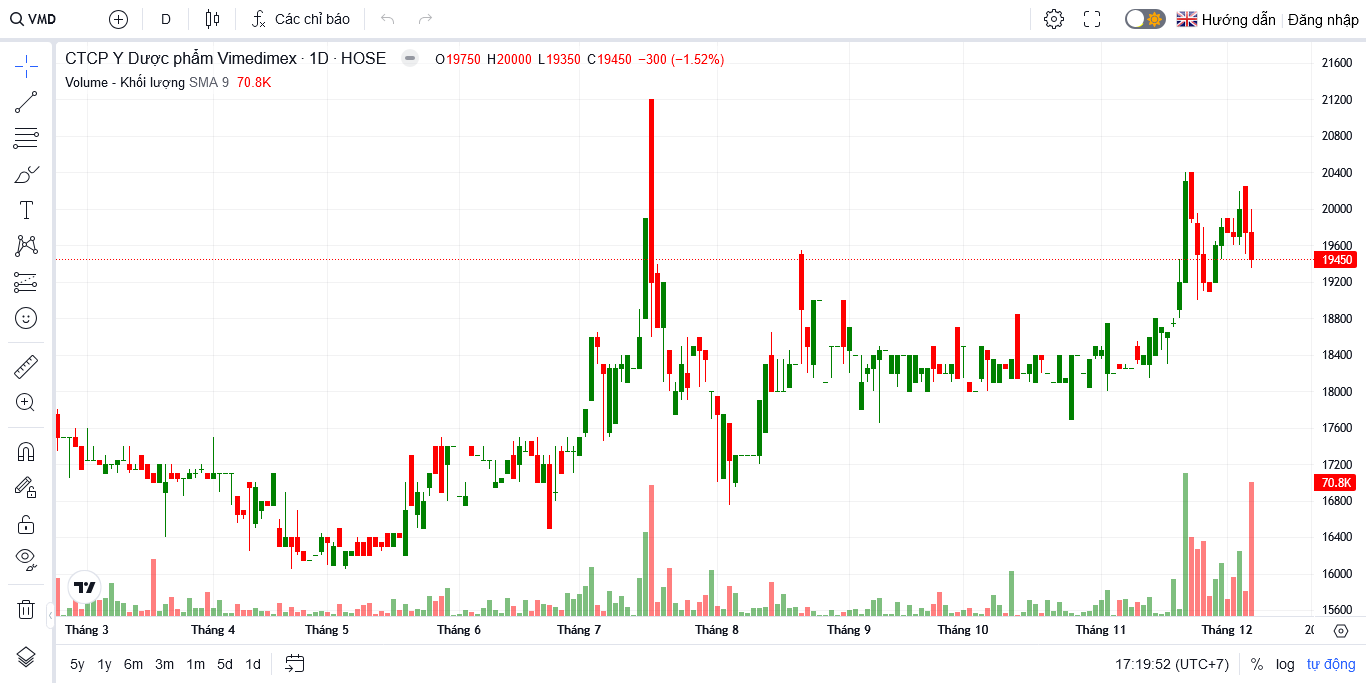 VMD D Các chỉ báo Hướng dẫn Đăng nhập
CTCP Y Dược phẩm Vimedimex · 1D · HOSE O19750 H20000 L19350 C19450 −300 (−1.52%)
Volume - Khối lượng SMA 9 70.8K
21600
21200
20800
20400
20000
19600
19450
19200
18800
18400
18000
17600
17200
70.8K
16800
16400
16000
15600
Tháng 3 Tháng 4 Tháng 5 Tháng 6 Tháng 7 Tháng 8 Tháng 9 Tháng 10 Tháng 11 Tháng 12
5y 1y 6m 3m 1m 5d 1d 17:19:52 (UTC+7) % log tự động